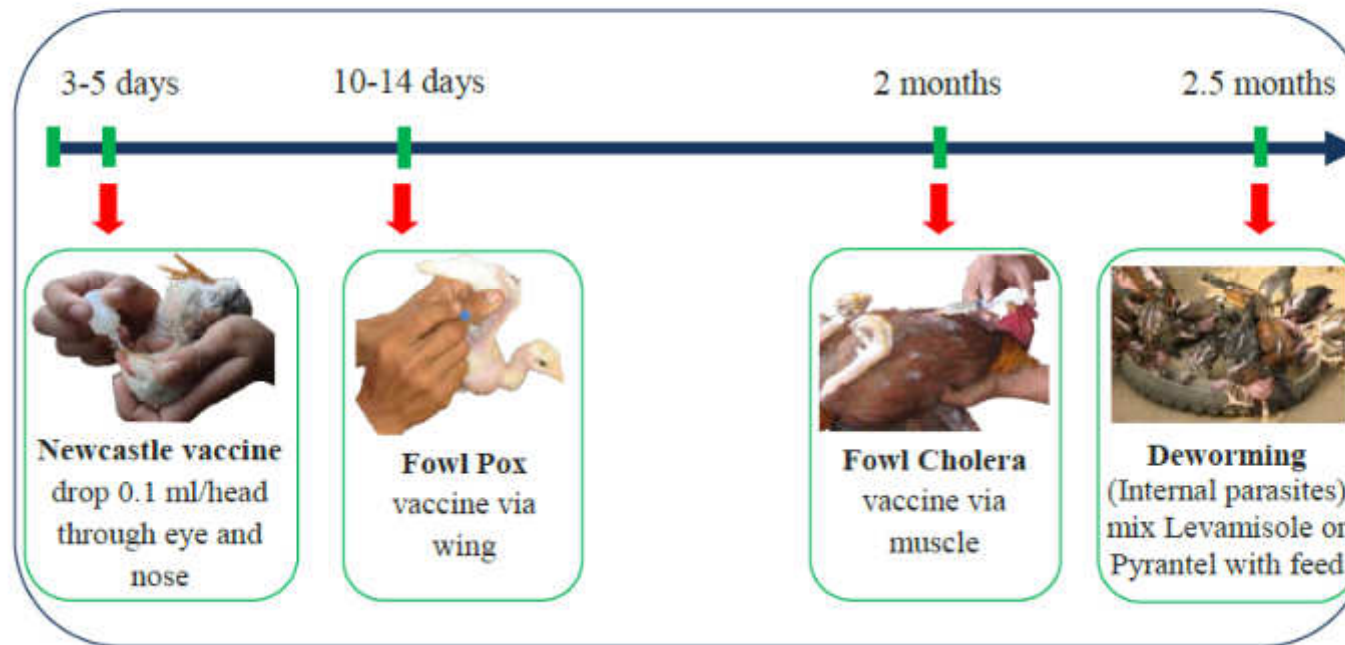 3-5 days
10-14 days
2 months
2.5 months
Newcastle vaccine
drop 0.1 ml/head
through eye and
nose
Fowl Pox
vaccine via
wing
Fowl Cholera
vaccine via
muscle
Deworming
(Internal parasites)
mix Levamisole or
Pyrantel with feed